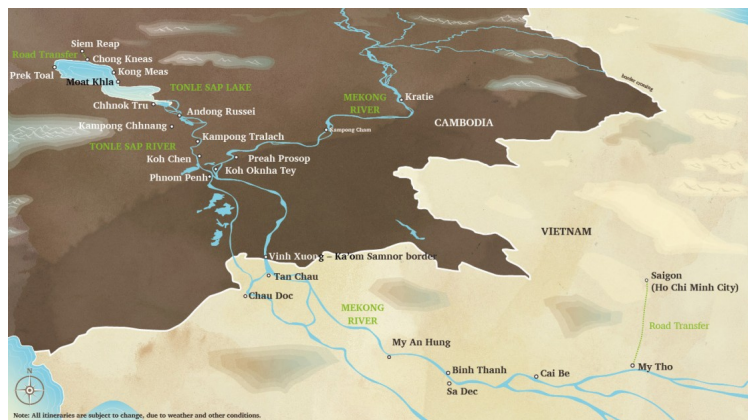 Siem Reap
Road Transfer
Chong Kneas
Prek Toal
Kong Meas
Moat Khla
TONLE SAP LAKE
Chhnok Tru
Andong Russei
Kampong Chhnang
TONLE SAP RIVER
Kampong Tralach
Koh Chen
Preah Prosop
Koh Oknha Tey
Phnom Penh
MEKONG
RIVER
Kratie
Kampong Cham
CAMBODIA
border crossing
VIETNAM
Vinh Xuong – Ka'om Samnor border
Tan Chau
Chau Doc
MEKONG
RIVER
Saigon
(Ho Chi Minh City)
Road Transfer
My An Hung
Binh Thanh
Sa Dec
Cai Be
My Tho
N
Note: All itineraries are subject to change, due to weather and other conditions.